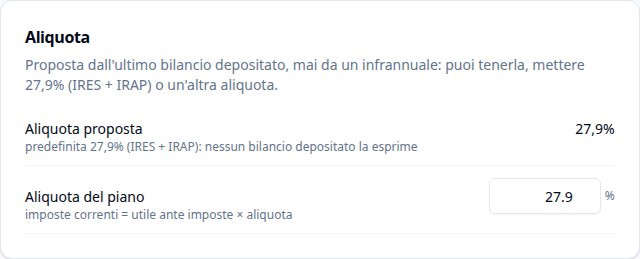 Aliquota
Proposta dall'ultimo bilancio depositato, mai da un infrannuale: puoi tenerla, mettere
27,9% (IRES + IRAP) o un'altra aliquota.
Aliquota proposta 27,9%
predefinita 27,9% (IRES + IRAP): nessun bilancio depositato la esprime
Aliquota del piano 27.9 %
imposte correnti = utile ante imposte × aliquota